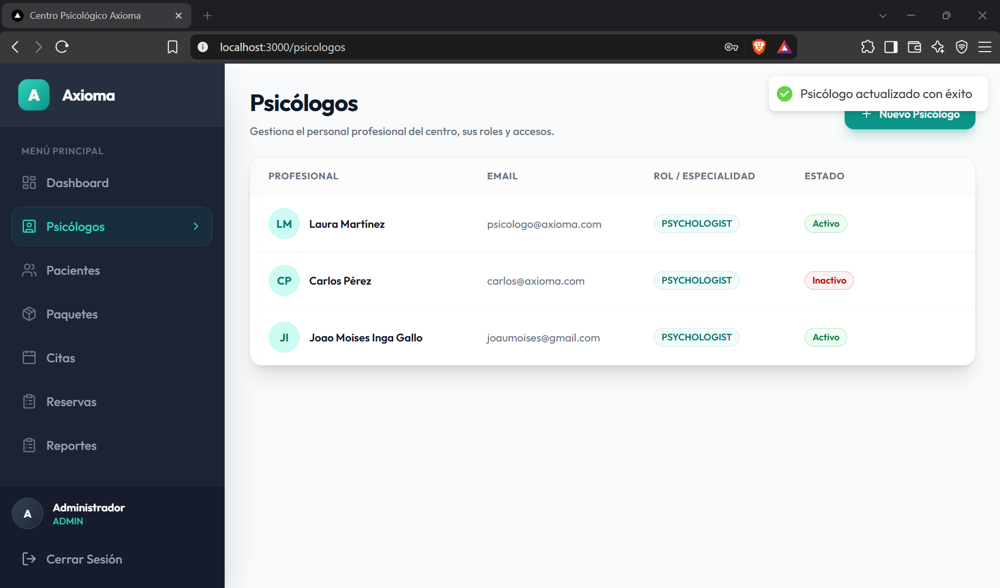 Centro Psicológico Axioma
localhost:3000/psicologos
A
Axioma
MENÚ PRINCIPAL
Dashboard
Psicólogos
Pacientes
Paquetes
Citas
Reservas
Reportes
A
Administrador
ADMIN
Cerrar Sesión
Psicólogos
Gestiona el personal profesional del centro, sus roles y accesos.
Psicólogo actualizado con éxito
+ Nuevo Psicólogo
PROFESIONAL EMAIL ROL / ESPECIALIDAD ESTADO
LM Laura Martínez psicologo@axioma.com PSYCHOLOGIST Activo
CP Carlos Pérez carlos@axioma.com PSYCHOLOGIST Inactivo
JI Joao Moises Inga Gallo joaumoises@gmail.com PSYCHOLOGIST Activo